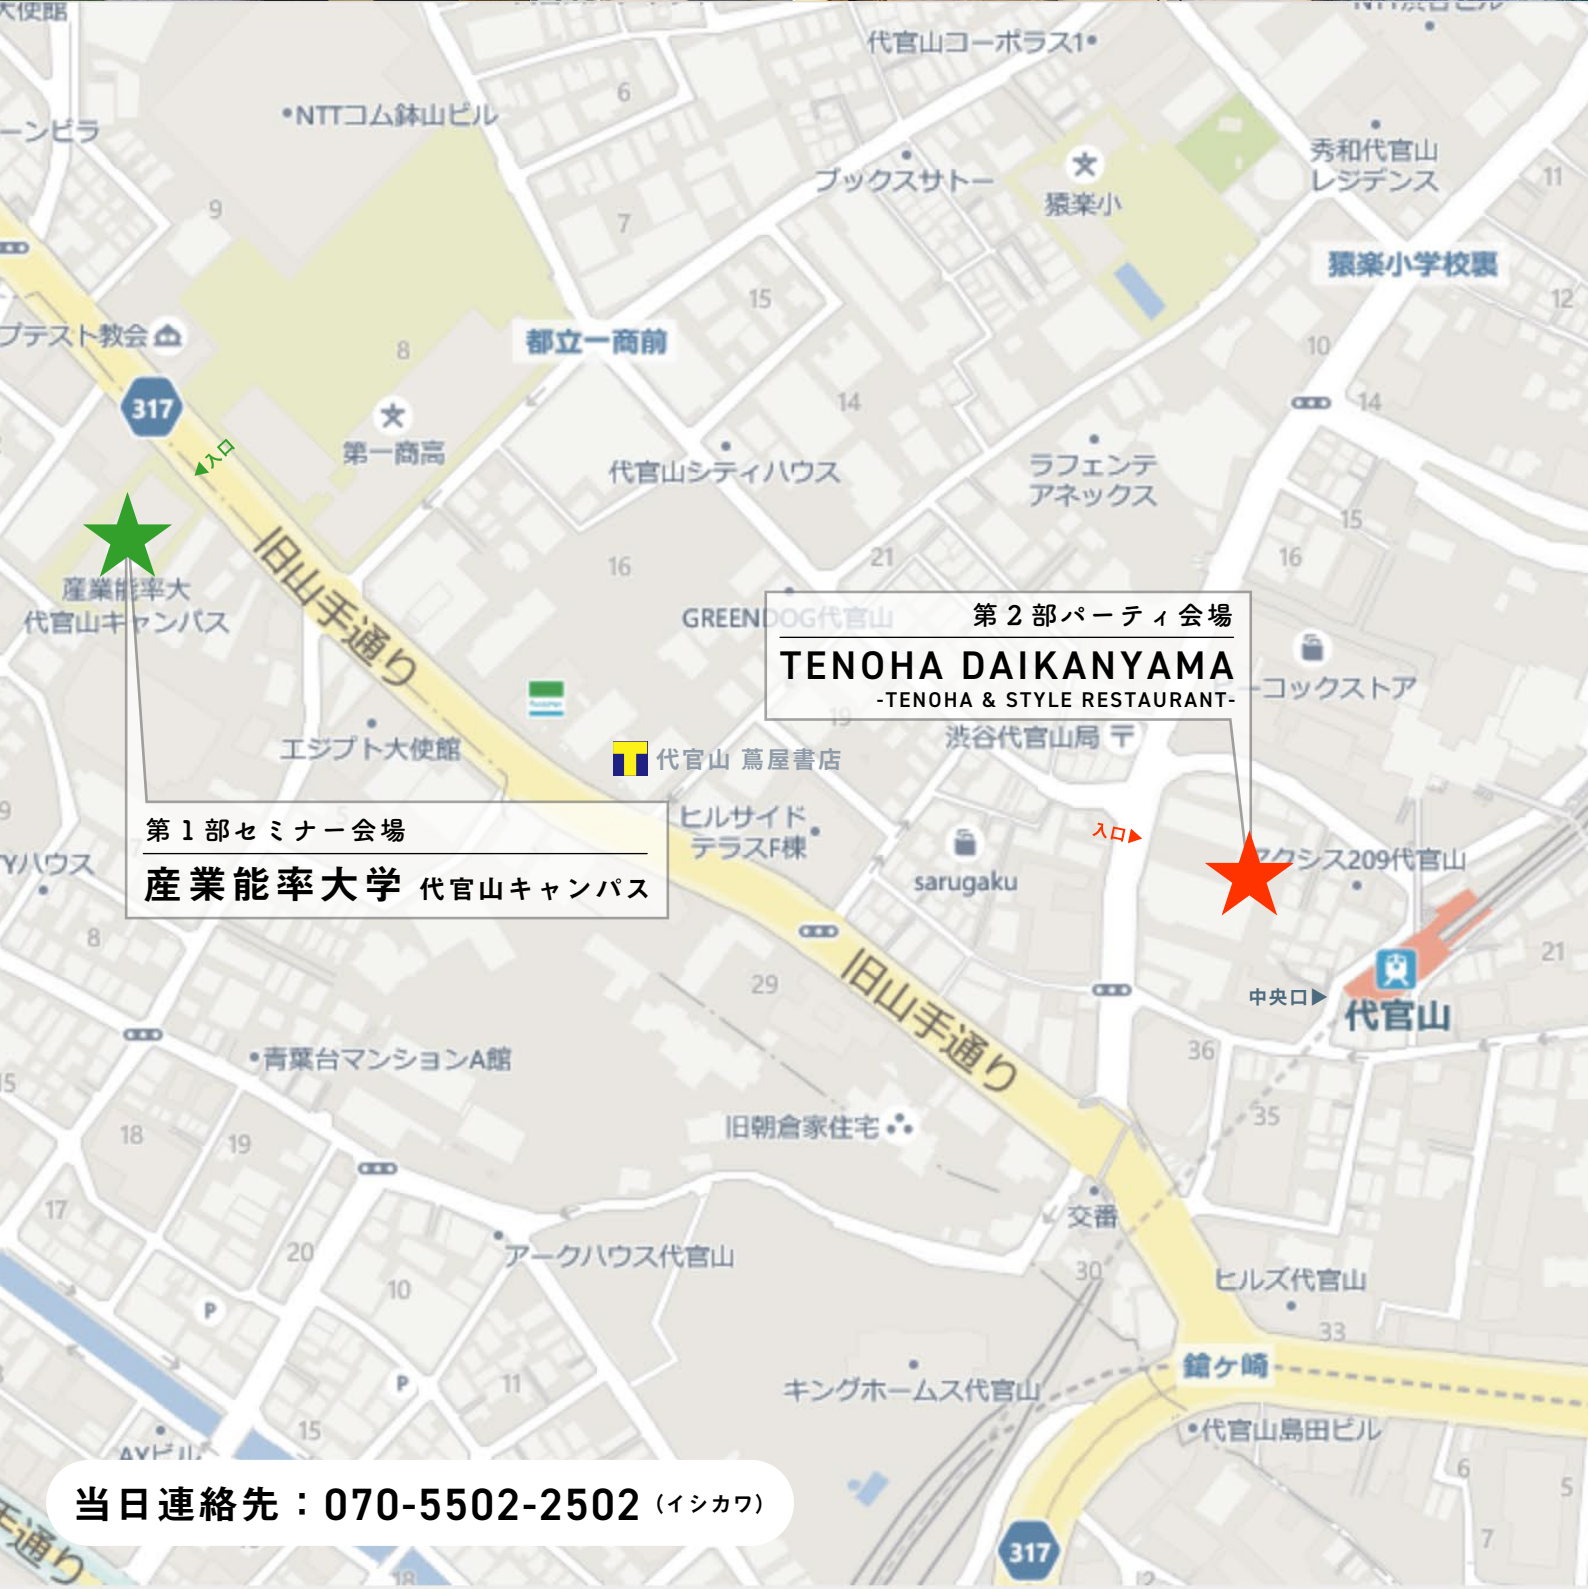 大使館
代官山コーポラス1
NTT渋谷ビル
NTTコム鉢山ビル
6
ーンビラ
秀和代官山
レジデンス
ブックスサトー
猿楽小
11
9
7
猿楽小学校裏
15
12
プテスト教会
都立一商前
8
10
317
14
14
入口
第一商高
代官山シティハウス
ラフェンテ
アネックス
15
旧山手通り
16
21
16
産業能率大
代官山キャンパス
GREENDOG代官山
第2部パーティ会場
TENOHA DAIKANYAMA
-TENOHA & STYLE RESTAURANT-
ーコックストア
19
渋谷代官山局
エジプト大使館
代官山 蔦屋書店
9
第1部セミナー会場
産業能率大学 代官山キャンパス
ヒルサイド
テラスF棟
入口
sarugaku
アクシス209代官山
Yハウス
8
旧山手通り
29
21
中央口
代官山
青葉台マンションA館
36
15
18
19
旧朝倉家住宅
35
17
交番
20
アークハウス代官山
30
ヒルズ代官山
10
P
33
鎗ヶ崎
P
11
キングホームス代官山
15
代官山島田ビル
AYビル
6
5
当日連絡先：070-5502-2502（イシカワ）
手通り
317
7
18
12